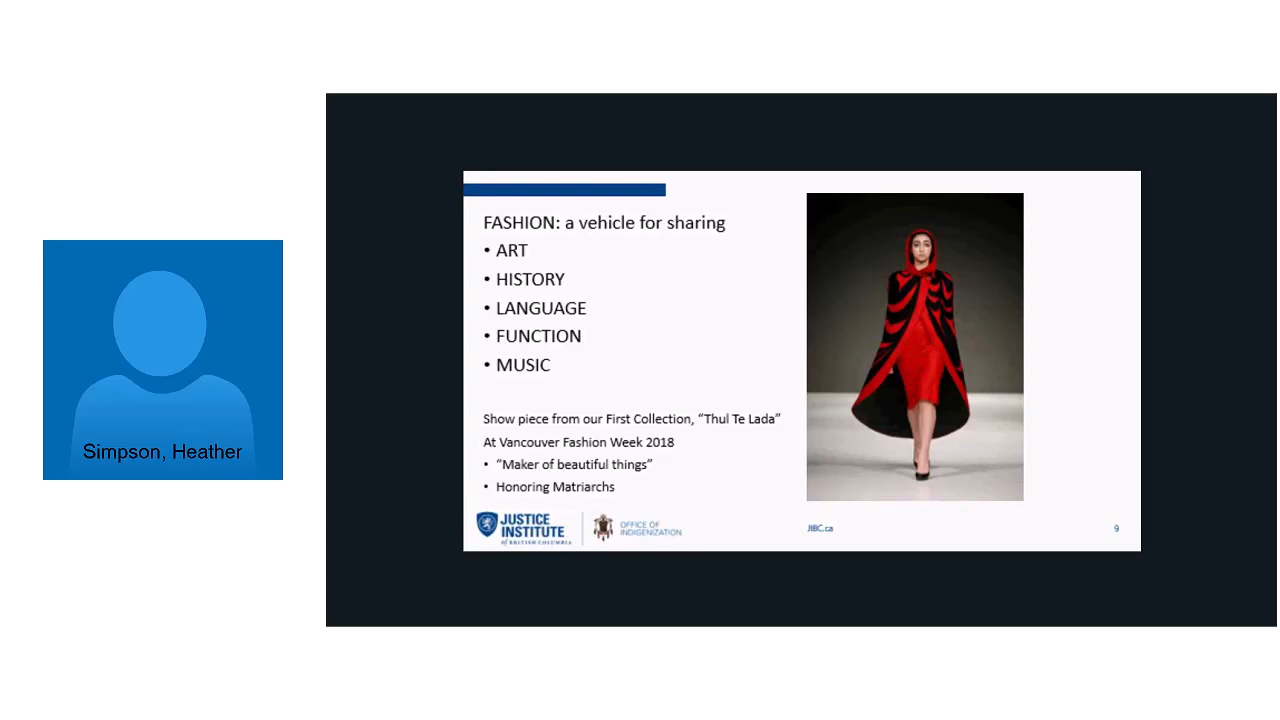 FASHION: a vehicle for sharing
• ART
• HISTORY
• LANGUAGE
• FUNCTION
• MUSIC
Show piece from our First Collection, “Thul Te Lada”
At Vancouver Fashion Week 2018
• “Maker of beautiful things”
• Honoring Matriarchs
JUSTICE
INSTITUTE
of BRITISH COLUMBIA
OFFICE OF
INDIGENIZATION
JIBC.ca
9
Simpson, Heather